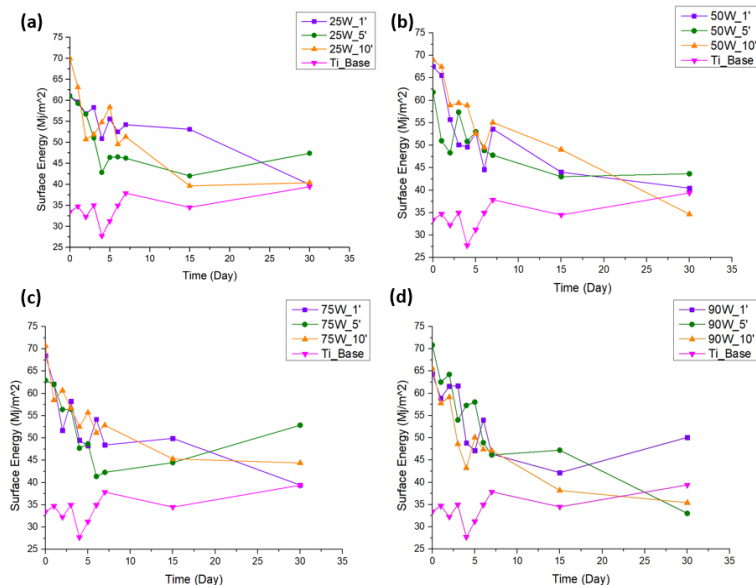 (a)
25W_1'
25W_5'
25W_10'
Ti_Base
75
70
65
60
55
50
45
40
35
30
25
Surface Energy (Mj/m^2)
0 5 10 15 20 25 30 35
Time (Day)
(b)
50W_1'
50W_5'
50W_10'
Ti_Base
75
70
65
60
55
50
45
40
35
30
25
Surface Energy (Mj/m^2)
0 5 10 15 20 25 30 35
Time (Day)
(c)
75W_1'
75W_5'
75W_10'
Ti_Base
75
70
65
60
55
50
45
40
35
30
25
Surface Energy (Mj/m^2)
0 5 10 15 20 25 30 35
Time (Day)
(d)
90W_1'
90W_5'
90W_10'
Ti_Base
75
70
65
60
55
50
45
40
35
30
25
Surface Energy (Mj/m^2)
0 5 10 15 20 25 30 35
Time (Day)